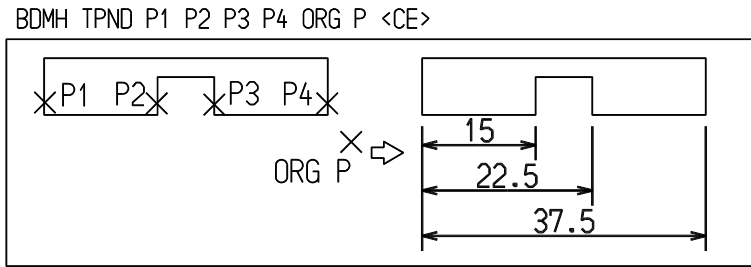 BDMH TPND P1 P2 P3 P4 ORG P <CE>
P1 P2 P3 P4
ORG P
15
22.5
37.5